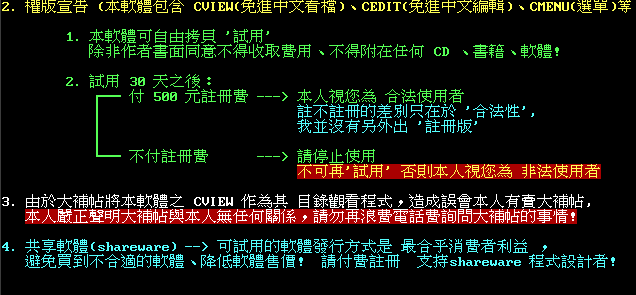 2. 權版宣告 (本軟體包含 CVIEW(免進中文看檔)、CEDIT(免進中文編輯)、CMENU(選單)等
1. 本軟體可自由拷貝 '試用'
除非作者書面同意不得收取費用、不得附在任何 CD 、書籍、軟體!
2. 試用 30 天之後:
付 500 元註冊費 ---> 本人視您為 合法使用者
註不註冊的差別只在於 '合法性',
我並沒有另外出 '註冊版'
不付註冊費 ---> 請停止使用
不可再'試用' 否則本人視您為 非法使用者
3. 由於大補帖將本軟體之 CVIEW 作為其 目錄觀看程式,造成誤會本人有賣大補帖,
本人嚴正聲明大補帖與本人無任何關係,請勿再浪費電話費詢問大補帖的事情!
4. 共享軟體(shareware) --> 可試用的軟體發行方式是 最合乎消費者利益 ,
避免買到不合適的軟體、降低軟體售價! 請付費註冊 支持shareware 程式設計者!